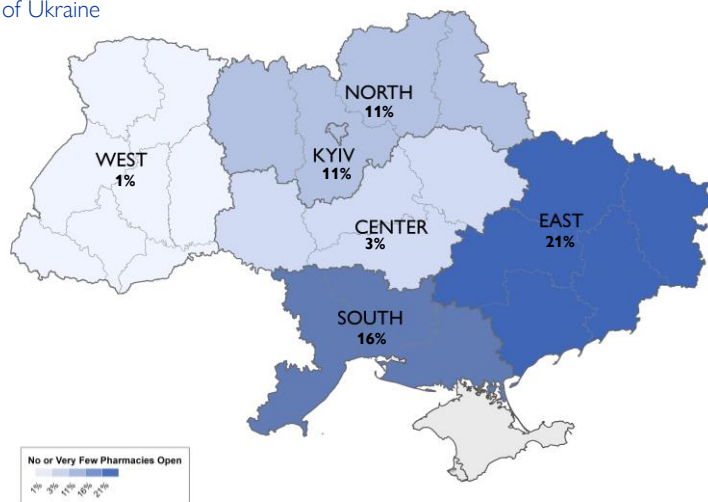 of Ukraine
NORTH
11%
WEST
1%
KYIV
11%
CENTER
3%
EAST
21%
SOUTH
16%
No or Very Few Pharmacies Open
1% 3% 11% 16% 21%